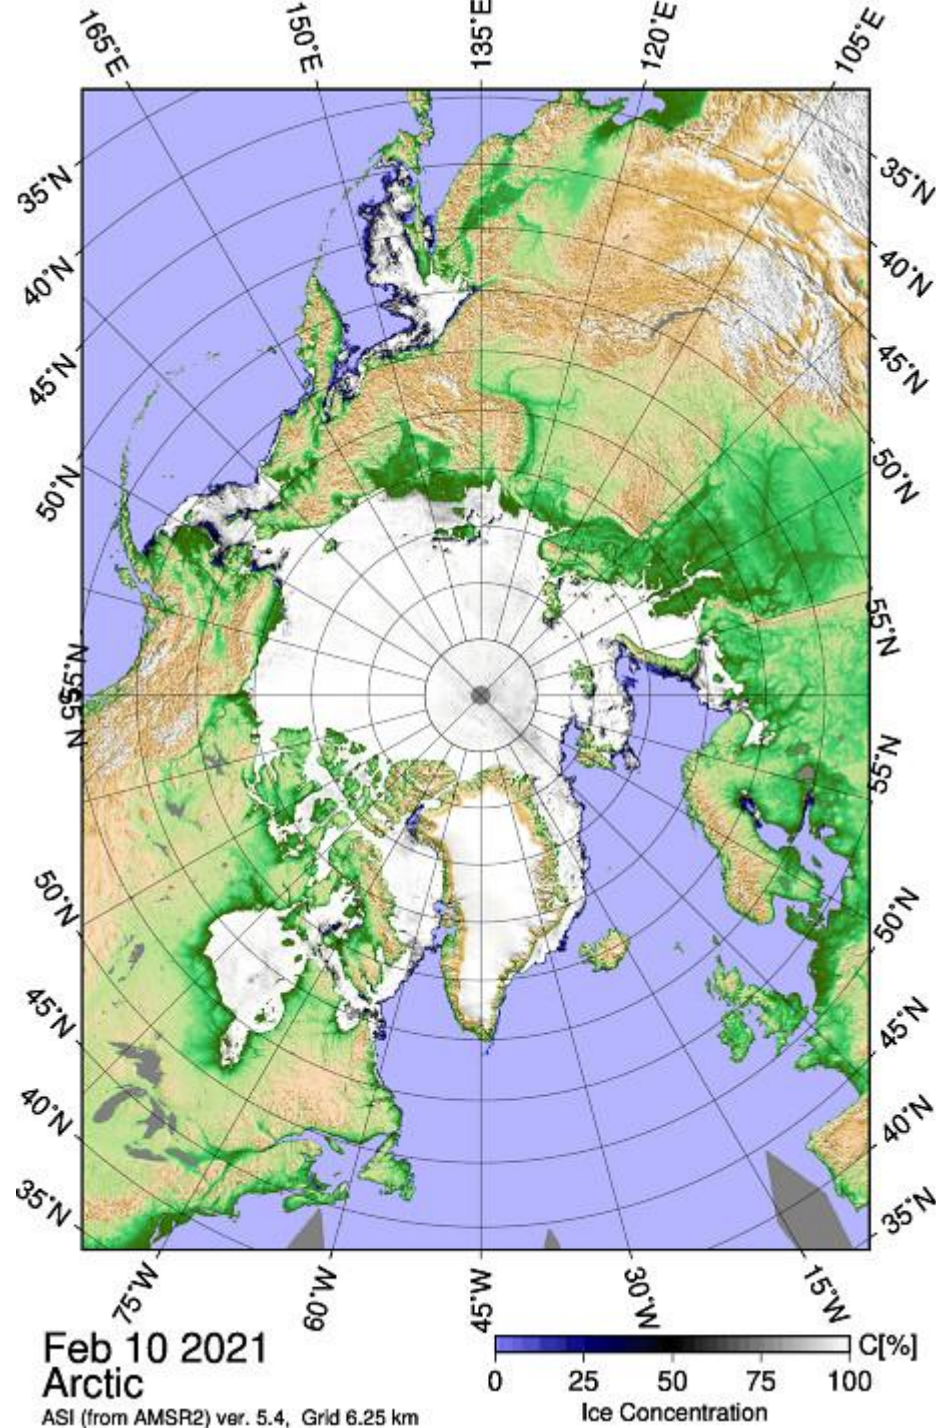 165°E
150°E
135°E
120°E
105°E
35°N
35°N
40°N
40°N
45°N
45°N
50°N
50°N
55°N
55°N
55°N
55°N
50°N
50°N
45°N
45°N
40°N
40°N
35°N
35°N
75°W
60°W
45°W
30°W
15°W
Feb 10 2021
Arctic
ASI (from AMSR2) ver. 5.4, Grid 6.25 km
C[%]
0 25 50 75 100
Ice Concentration